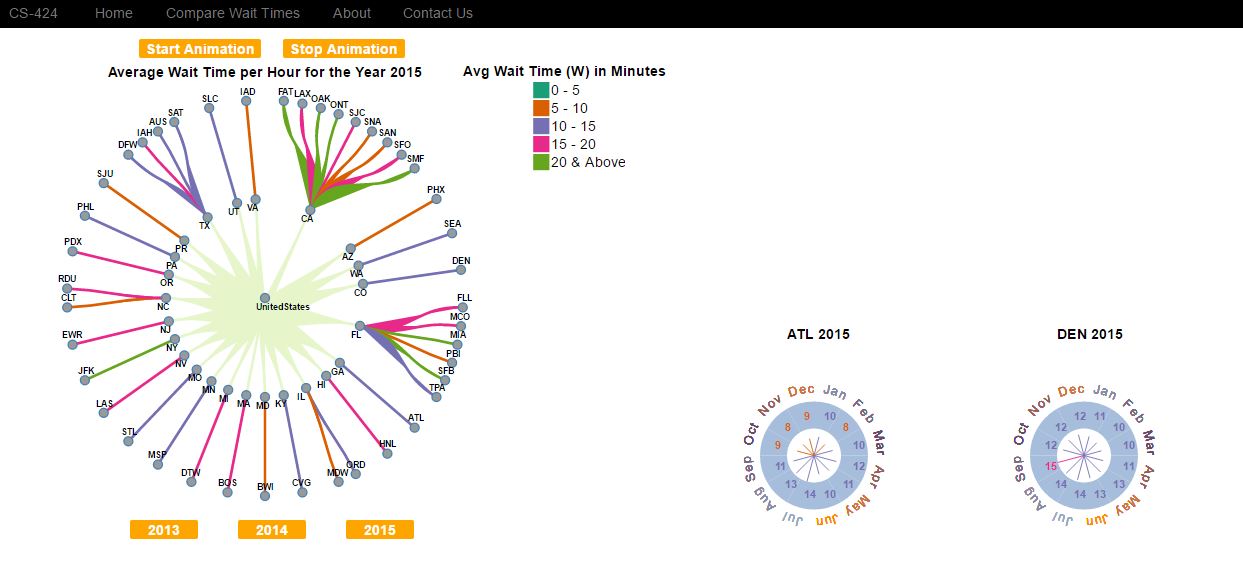 CS-424 Home Compare Wait Times About Contact Us
Start Animation Stop Animation
Average Wait Time per Hour for the Year 2015
Avg Wait Time (W) in Minutes
0 - 5
5 - 10
10 - 15
15 - 20
20 & Above
IAD
FAT
LAX
OAK
ONT
SJC
SNA
SAN
SFO
SMF
PHX
SEA
DEN
FLL
MCO
MIA
PBI
SFB
TPA
ATL
HNL
ORD
MDW
CVG
BWI
BOS
DTW
MSP
STL
LAS
JFK
EWR
CLT
RDU
PDX
PHL
SJU
DFW
IAH
AUS
SAT
SLC
VA
CA
AZ
WA
CO
FL
GA
HI
IL
KY
MD
MA
MI
MN
MO
NV
NY
NJ
NC
OR
PA
PR
TX
UT
UnitedStates
2013 2014 2015
ATL 2015
Jan
Feb
Mar
Apr
May
Jun
Jul
Aug
Sep
Oct
Nov
Dec
10
8
10
12
11
10
14
13
11
9
8
9
DEN 2015
Jan
Feb
Mar
Apr
May
Jun
Jul
Aug
Sep
Oct
Nov
Dec
11
10
10
11
13
13
14
14
15
12
12
12